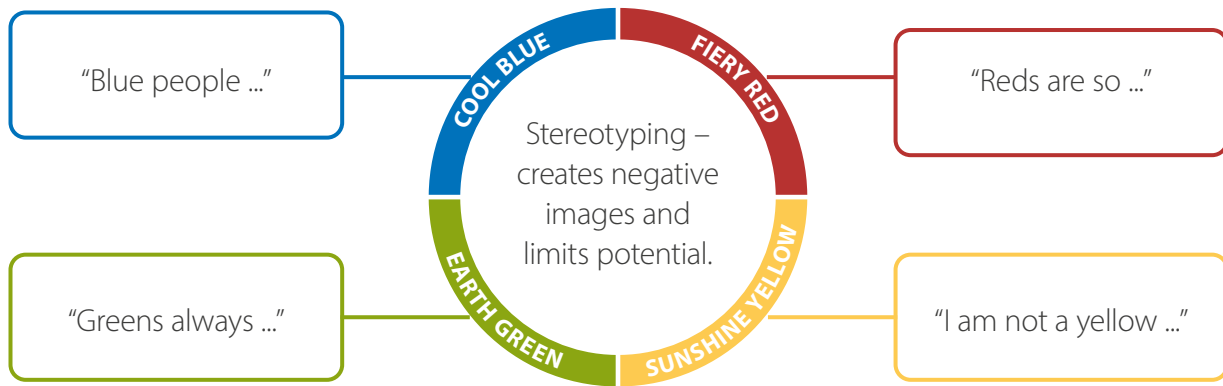 “Blue people ...”
COOL BLUE
FIERY RED
“Reds are so ...”
Stereotyping –
creates negative
images and
limits potential.
“Greens always ...”
EARTH GREEN
SUNSHINE YELLOW
“I am not a yellow ...”